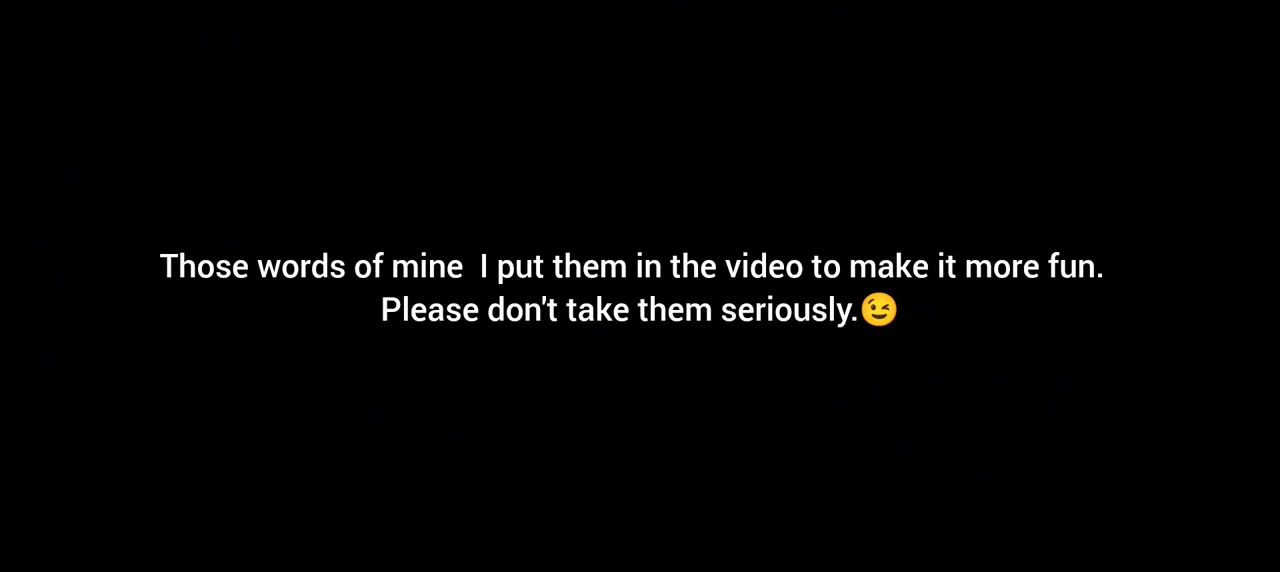 Those words of mine  I put them in the video to make it more fun.
Please don't take them seriously.😉